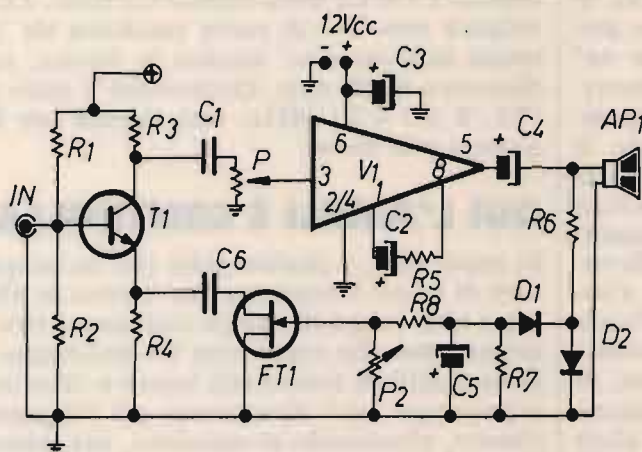 12Vcc
- +
+ C3
+
R1
R3
C1
P
6
5
+ C4
AP1
IN
T1
3
V1
8
1
2/4
C2
R5
+
R6
C6
R8
D1
D2
R2
R4
FT1
P2
+ C5
R7